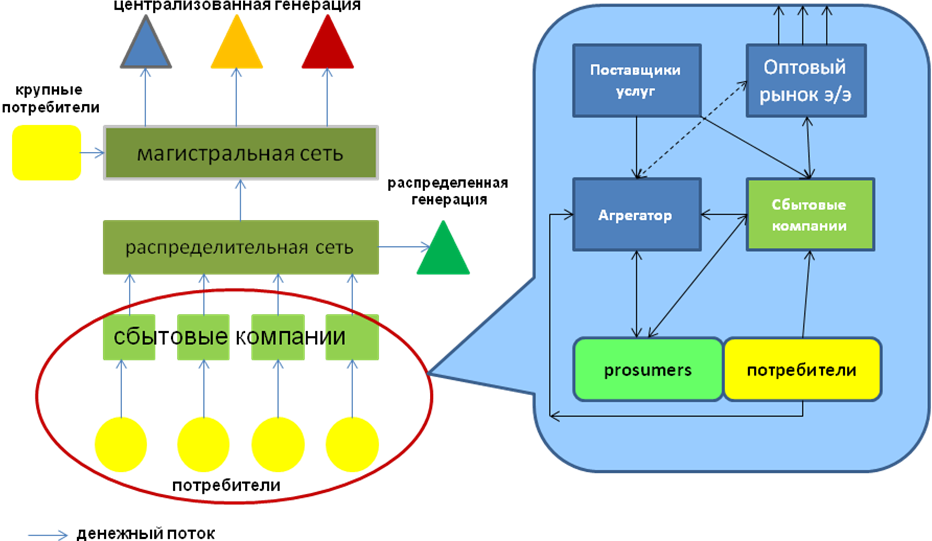 централизованная генерация
крупные
потребители
магистральная сеть
распределенная
генерация
распределительная сеть
сбытовые компании
потребители
денежный поток
Поставщики
услуг
Оптовый
рынок э/э
Агрегатор
Сбытовые
компании
prosumers
потребители